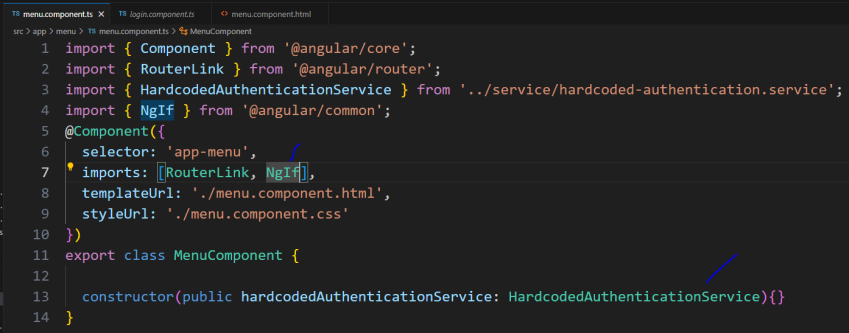 TS menu.component.ts × TS login.component.ts <> menu.component.html
src > app > menu > TS menu.component.ts > MenuComponent
1 import { Component } from '@angular/core';
2 import { RouterLink } from '@angular/router';
3 import { HardcodedAuthenticationService } from '../service/hardcoded-authentication.service';
4 import { NgIf } from '@angular/common';
5 @Component({
6 selector: 'app-menu',
7 imports: [RouterLink, NgIf],
8 templateUrl: './menu.component.html',
9 styleUrl: './menu.component.css'
10 })
11 export class MenuComponent {
12
13 constructor(public hardcodedAuthenticationService: HardcodedAuthenticationService){}
14 }